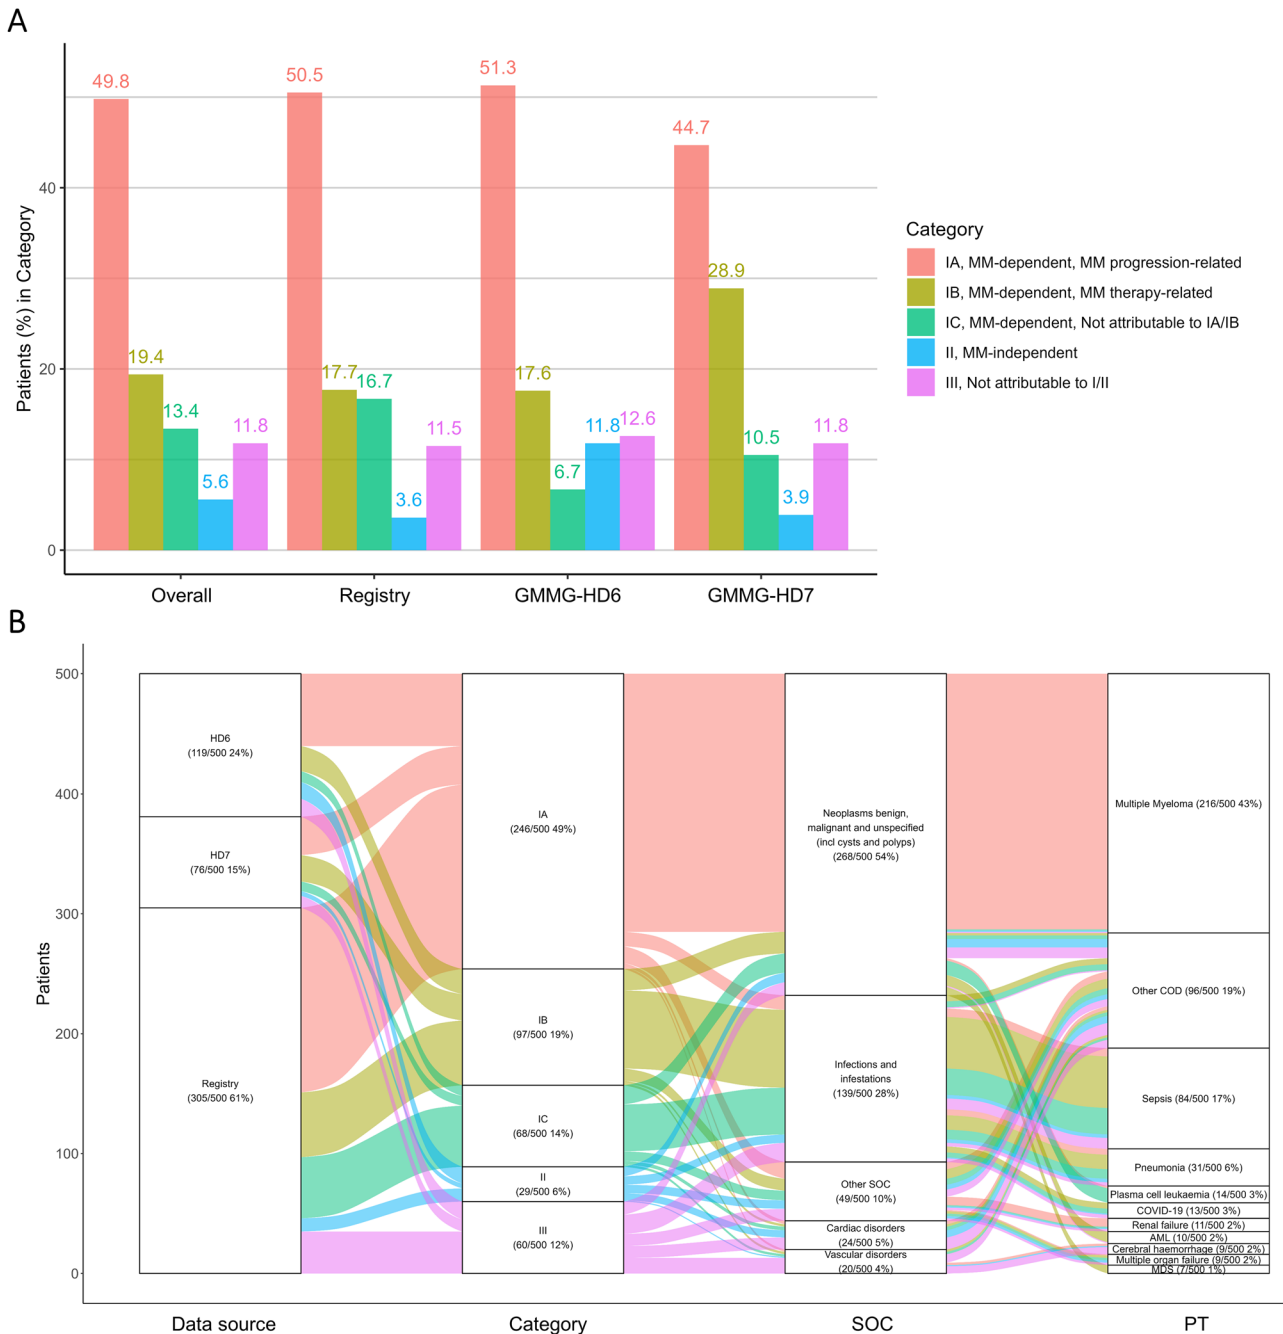 A
Patients (%) in Category
40
20
0
49.8
19.4
13.4
5.6
11.8
50.5
17.7
16.7
3.6
11.5
51.3
17.6
6.7
11.8
12.6
44.7
28.9
10.5
3.9
11.8
Overall
Registry
GMMG-HD6
GMMG-HD7
Category
IA, MM-dependent, MM progression-related
IB, MM-dependent, MM therapy-related
IC, MM-dependent, Not attributable to IA/IB
II, MM-independent
III, Not attributable to I/II
B
Patients
500
400
300
200
100
0
HD6
(119/500 24%)
HD7
(76/500 15%)
Registry
(305/500 61%)
IA
(246/500 49%)
IB
(97/500 19%)
IC
(68/500 14%)
II
(29/500 6%)
III
(60/500 12%)
Neoplasms benign,
malignant and unspecified
(incl cysts and polyps)
(268/500 54%)
Infections and
infestations
(139/500 28%)
Other SOC
(49/500 10%)
Cardiac disorders
(24/500 5%)
Vascular disorders
(20/500 4%)
Multiple Myeloma (216/500 43%)
Other COD (96/500 19%)
Sepsis (84/500 17%)
Pneumonia (31/500 6%)
Plasma cell leukaemia (14/500 3%)
COVID-19 (13/500 3%)
Renal failure (11/500 2%)
AML (10/500 2%)
Cerebral haemorrhage (9/500 2%)
Multiple organ failure (9/500 2%)
MDS (7/500 1%)
Data source
Category
SOC
PT